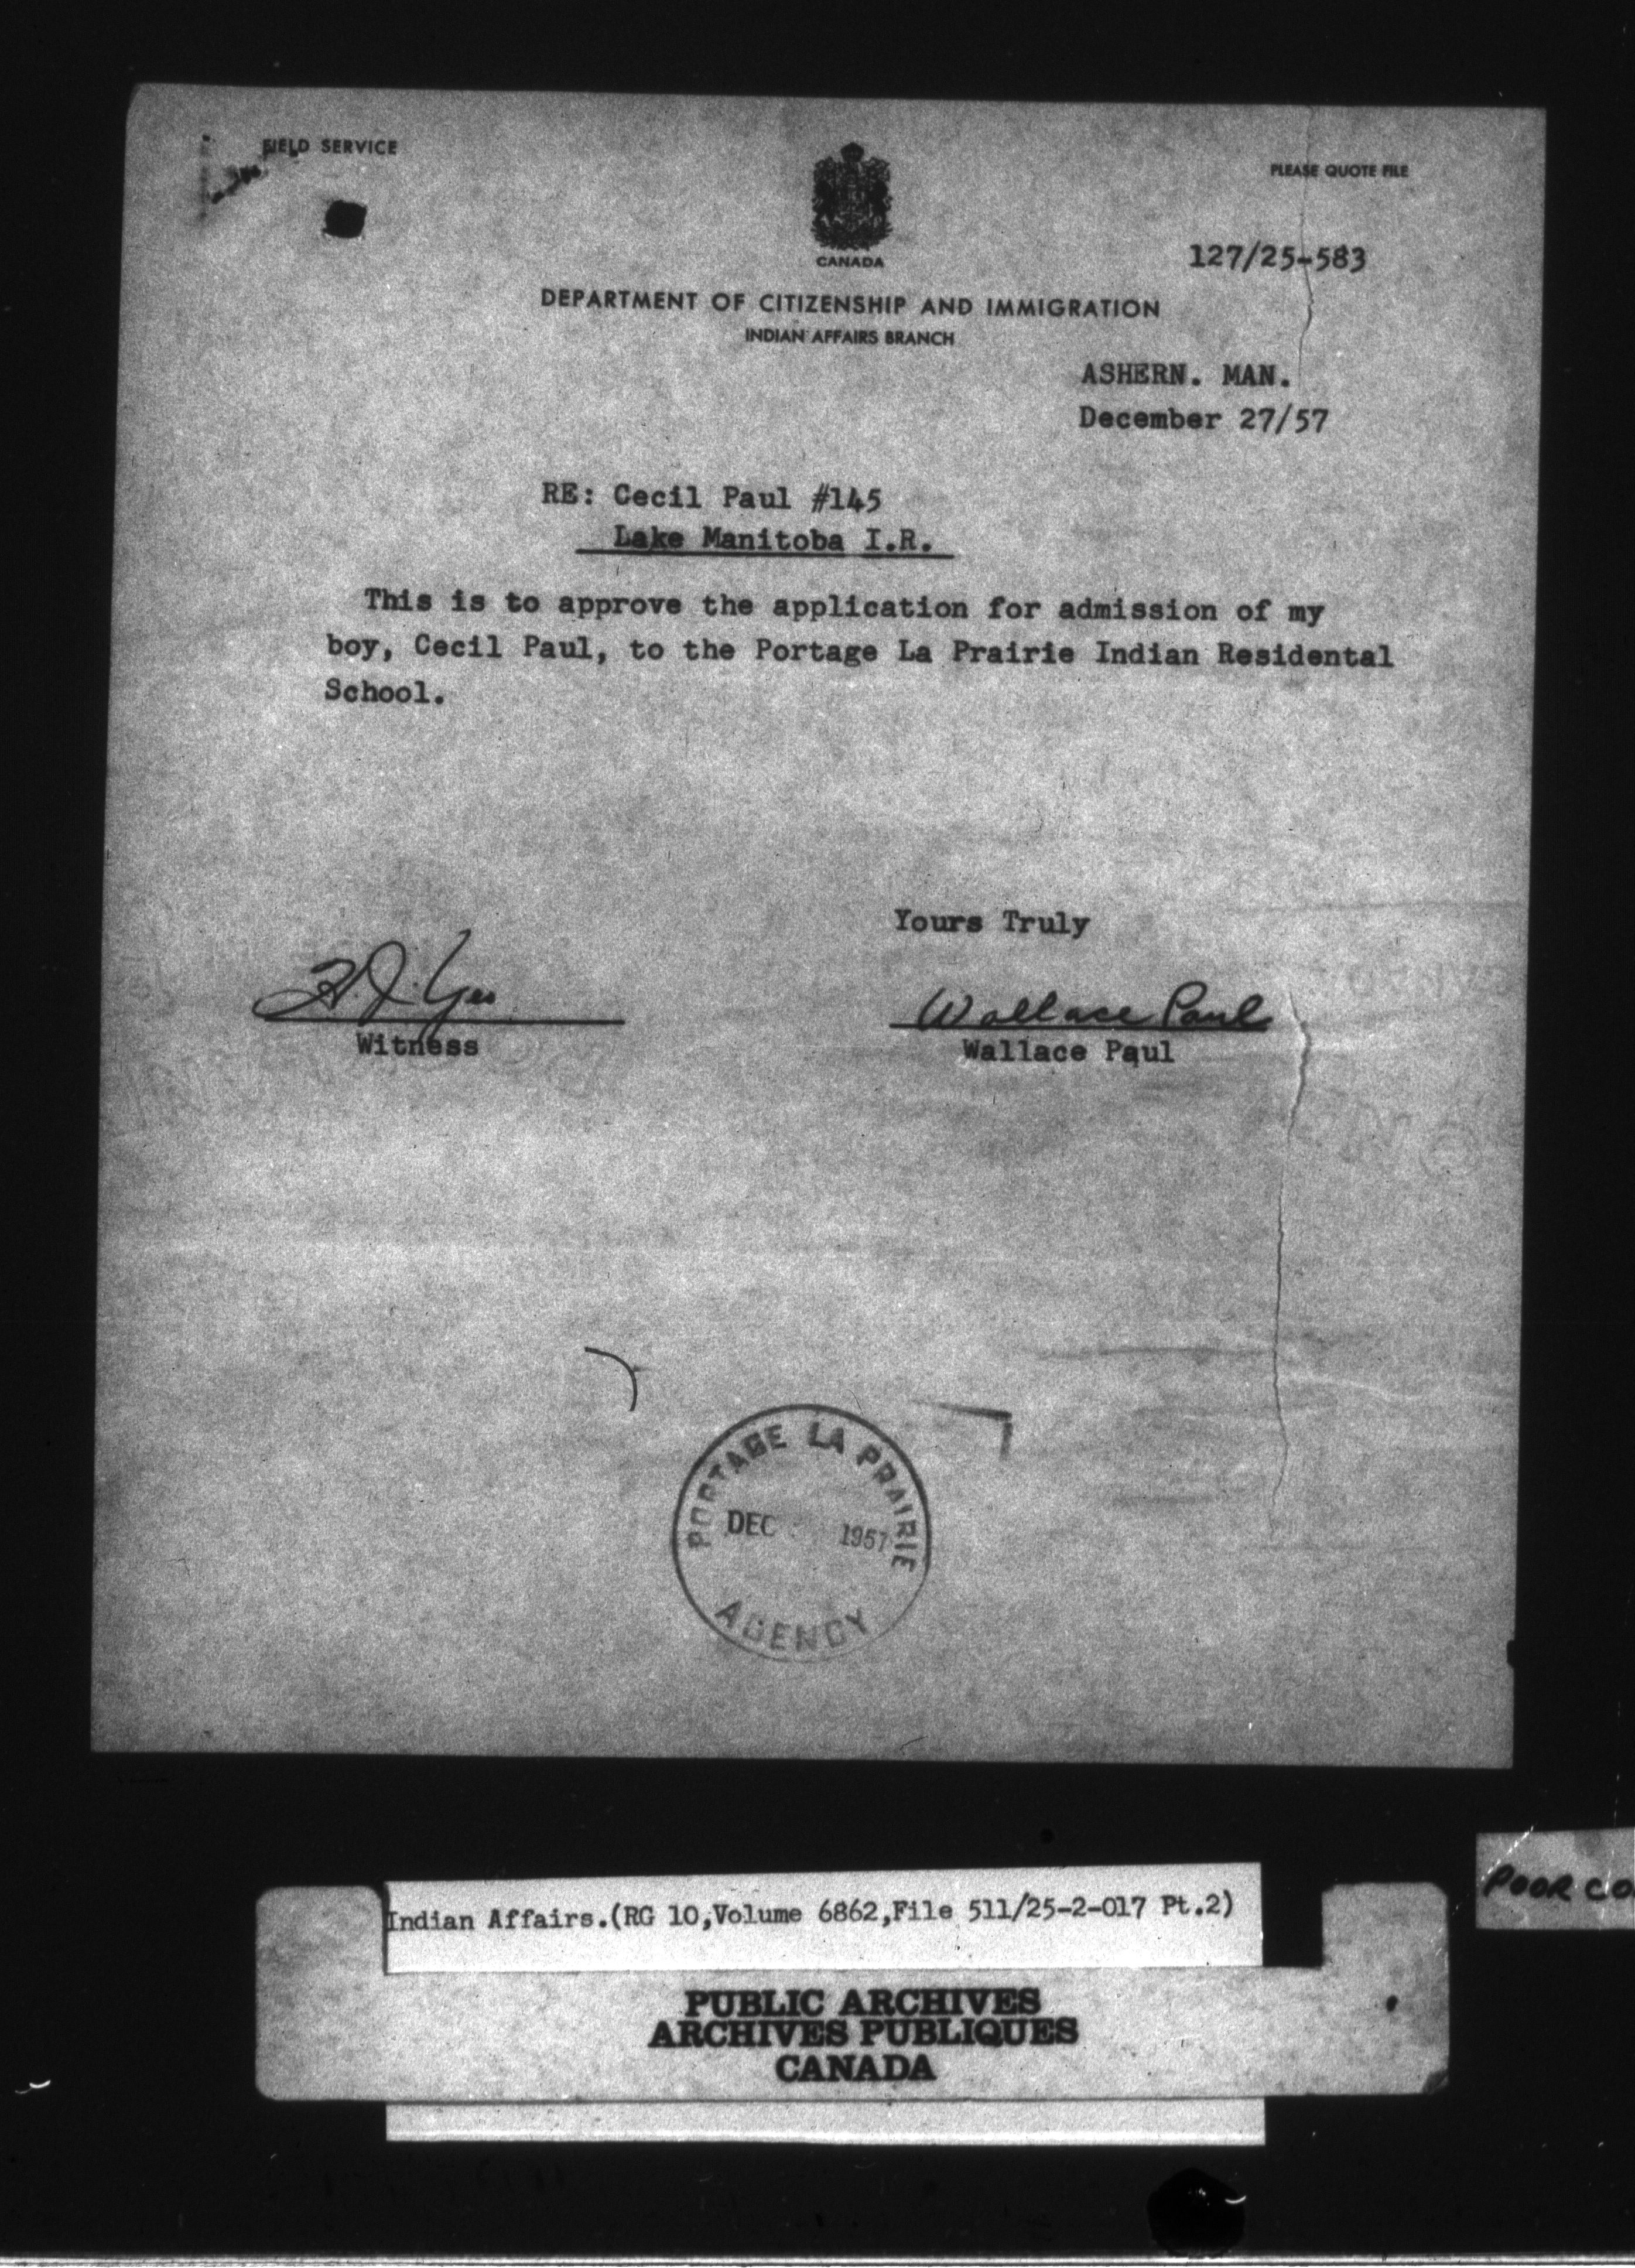 FIELD SERVICE
PLEASE QUOTE FILE
CANADA
127/25-583
DEPARTMENT OF CITIZENSHIP AND IMMIGRATION
INDIAN AFFAIRS BRANCH
ASHERN. MAN.
December 27/57
RE: Cecil Paul #145
Lake Manitoba I.R.
This is to approve the application for admission of my
boy, Cecil Paul, to the Portage La Prairie Indian Residental
School.
Yours Truly
Wallace Paul
Witness
Wallace Paul
PORTAGE LA PRAIRIE
DEC 1957
AGENCY
POOR CO
Indian Affairs.(RG 10,Volume 6862,File 511/25-2-017 Pt.2)
PUBLIC ARCHIVES
ARCHIVES PUBLIQUES
CANADA